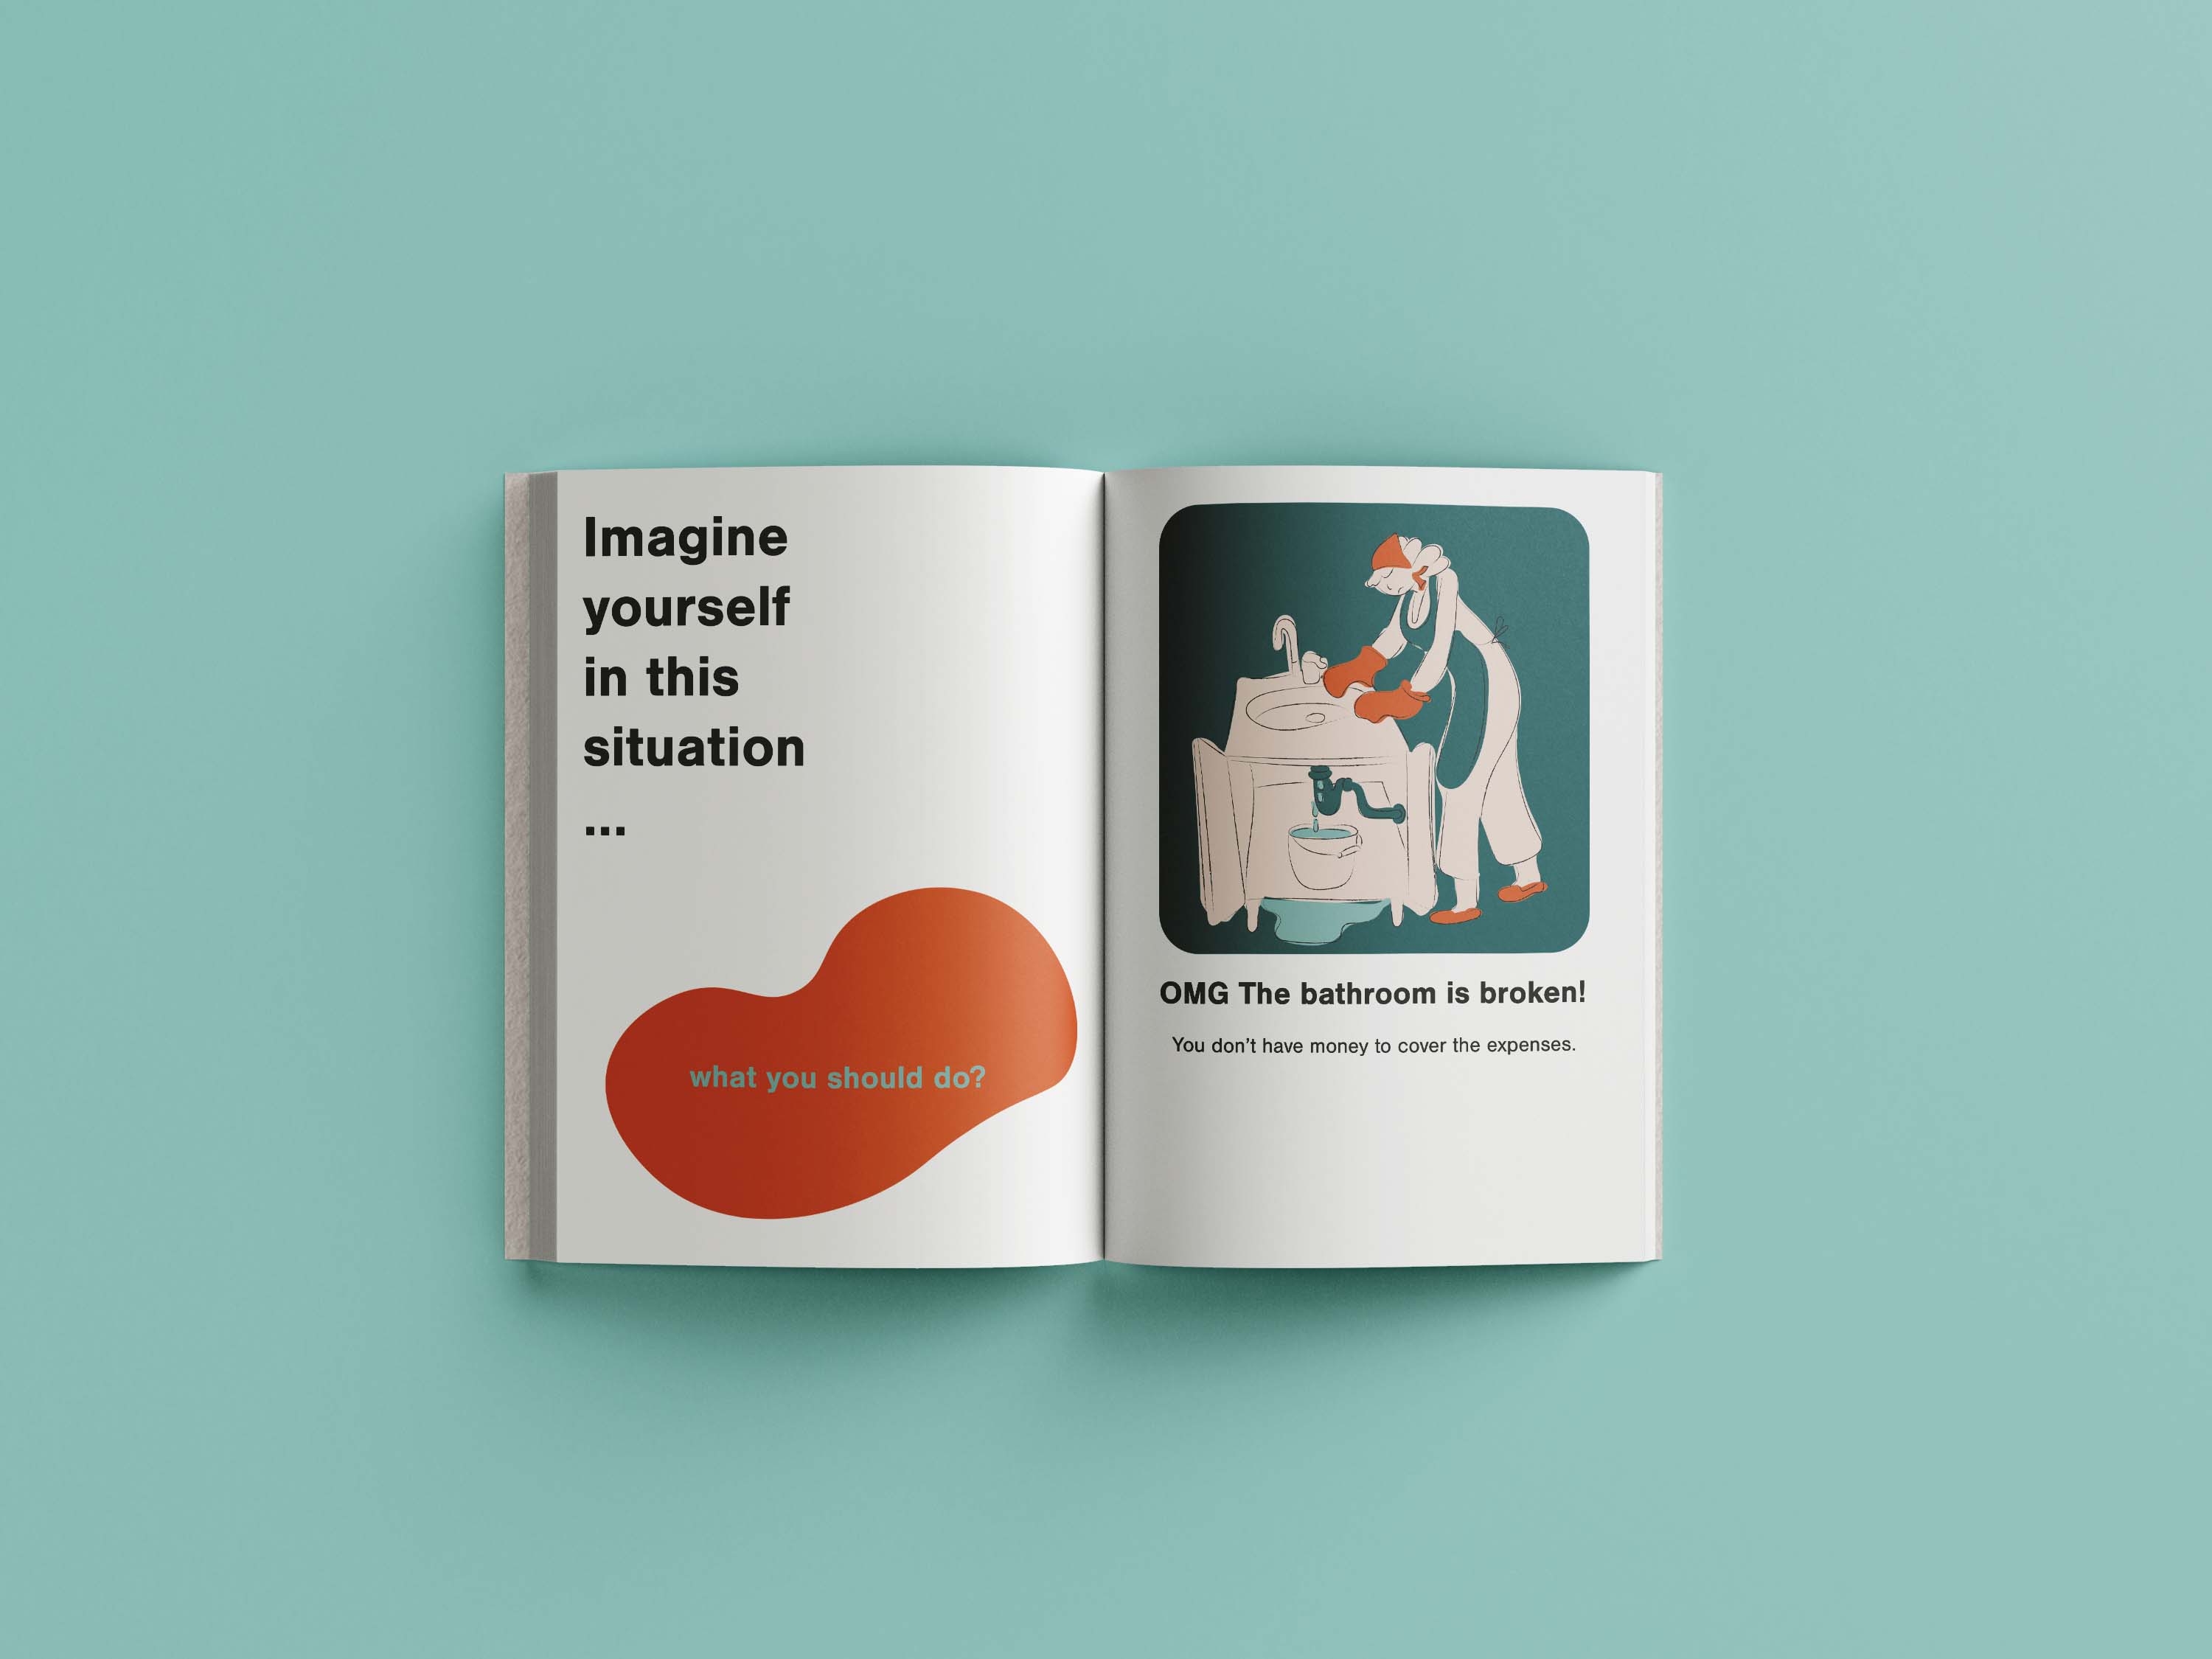 Imagine
yourself
in this
situation
...
what you should do?
OMG The bathroom is broken!
You don't have money to cover the expenses.